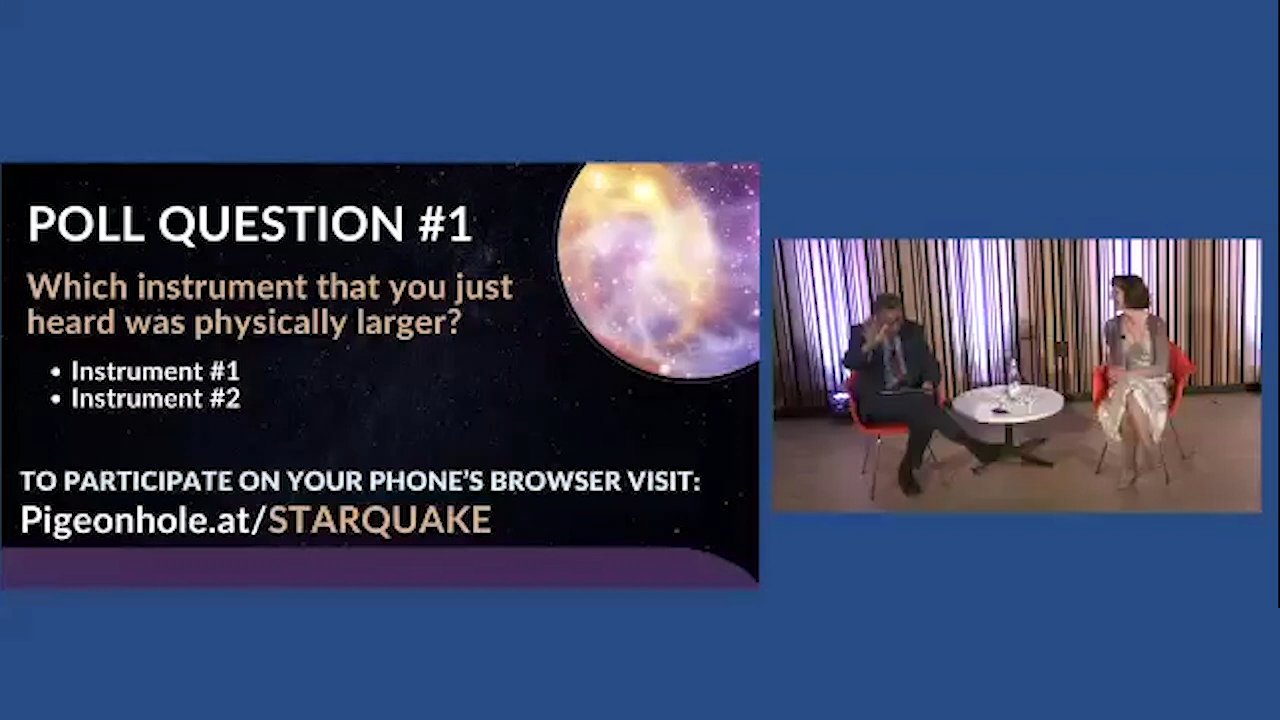 POLL QUESTION #1
Which instrument that you just
heard was physically larger?
• Instrument #1
• Instrument #2
TO PARTICIPATE ON YOUR PHONE'S BROWSER VISIT:
Pigeonhole.at/STARQUAKE